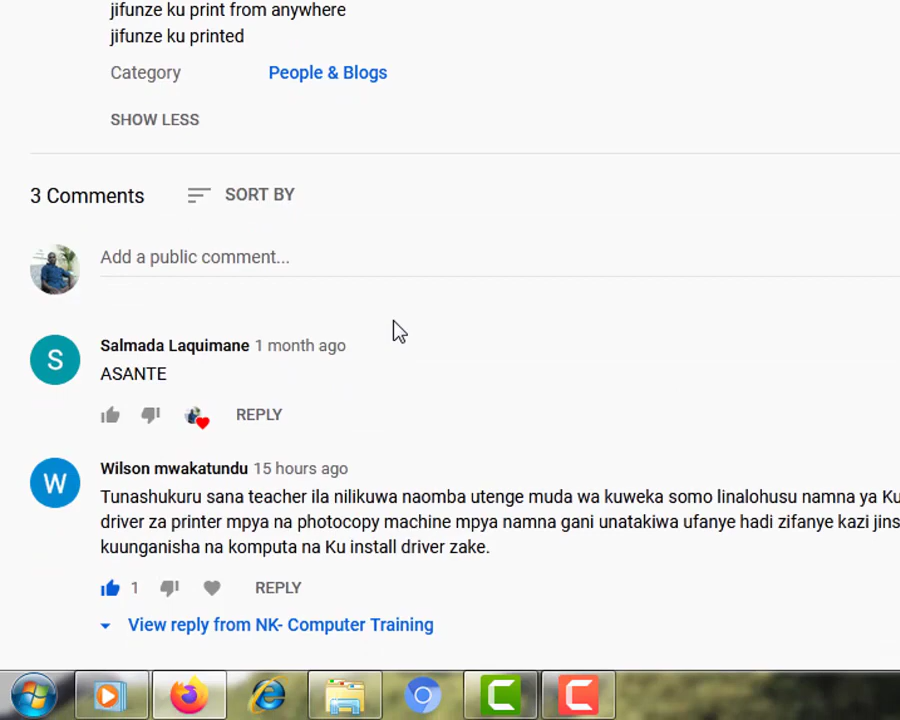 jifunze ku print from anywhere
jifunze ku printed
Category People & Blogs
SHOW LESS
3 Comments SORT BY
Add a public comment...
S
Salmada Laquimane 1 month ago
ASANTE
REPLY
W
Wilson mwakatundu 15 hours ago
Tunashukuru sana teacher ila nilikuwa naomba utenge muda wa kuweka somo linalohusu namna ya Ku
driver za printer mpya na photocopy machine mpya namna gani unatakiwa ufanye hadi zifanye kazi jins
kuunganisha na komputa na Ku install driver zake.
1 REPLY
View reply from NK- Computer Training